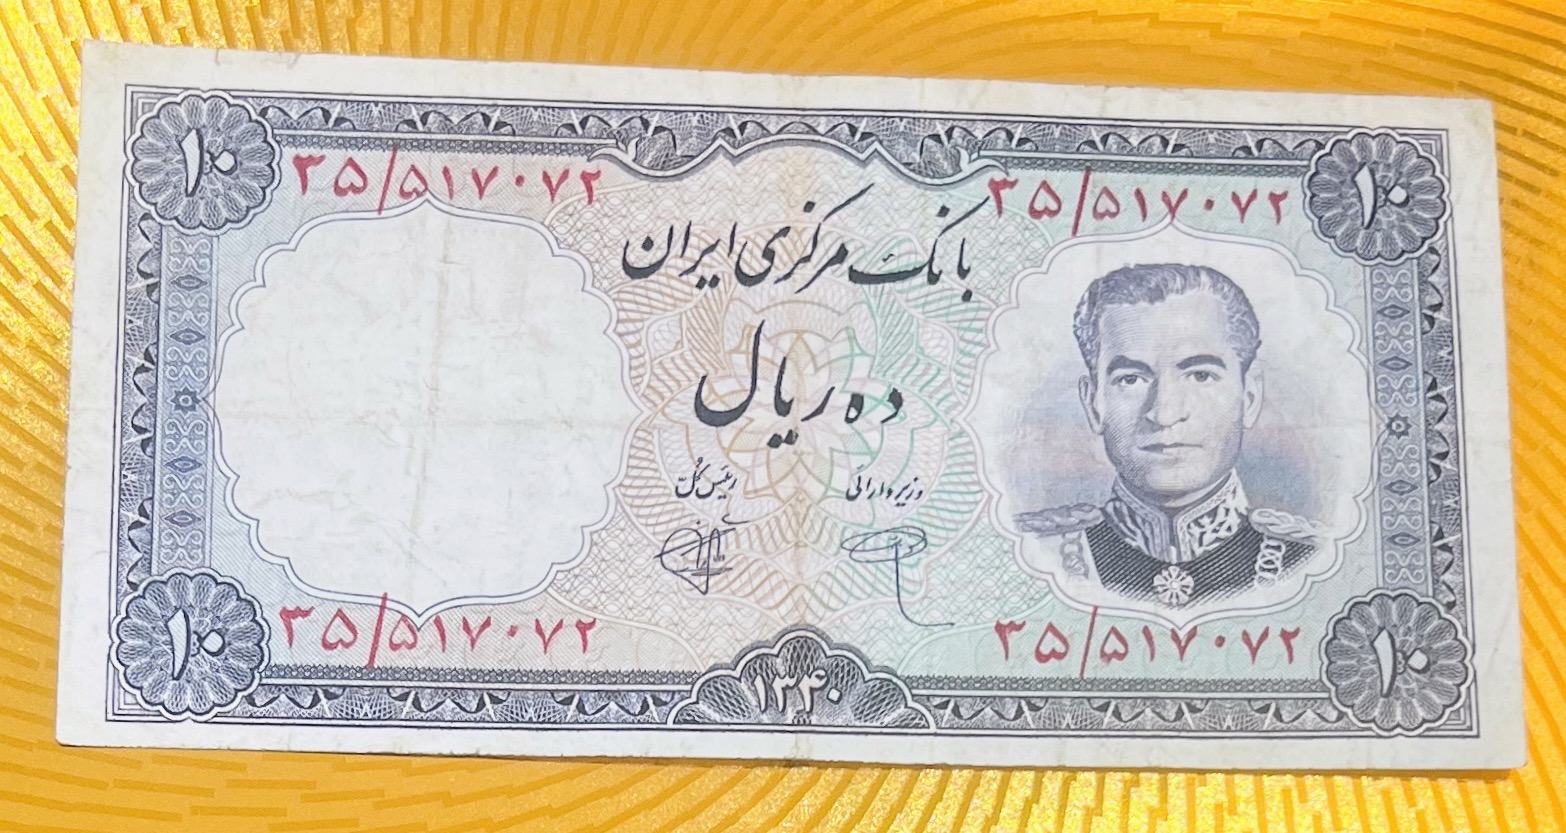 ۱۰
۱۰
۳۵/۵۱۷۰۷۲
۳۵/۵۱۷۰۷۲
بانک مرکزی ایران
ده ریال
وزیر دارائی
رئیس کل
۳۵/۵۱۷۰۷۲
۳۵/۵۱۷۰۷۲
۱۰
۱۰
۱۳۴۰